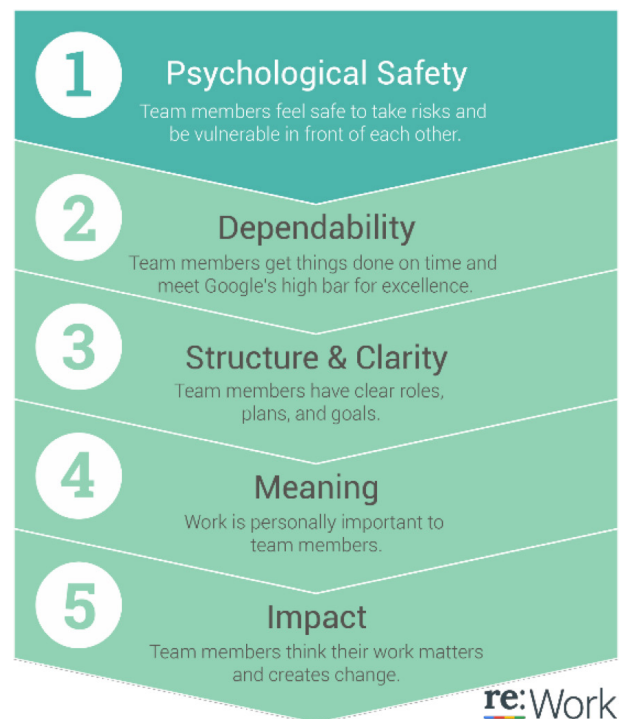 1
Psychological Safety
Team members feel safe to take risks and
be vulnerable in front of each other.
2
Dependability
Team members get things done on time and
meet Google's high bar for excellence.
3
Structure & Clarity
Team members have clear roles,
plans, and goals.
4
Meaning
Work is personally important to
team members.
5
Impact
Team members think their work matters
and creates change.
re:Work